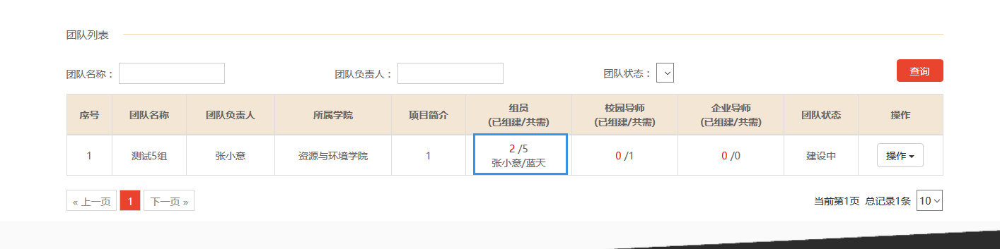 团队列表
团队名称： 团队负责人： 团队状态： 查询
序号 团队名称 团队负责人 所属学院 项目简介 组员 (已组建/共需) 校园导师 (已组建/共需) 企业导师 (已组建/共需) 团队状态 操作
1 测试5组 张小意 资源与环境学院 1 2 /5 张小意/蓝天 0 /1 0 /0 建设中 操作
« 上一页 1 下一页 » 当前第1页 总记录1条 10